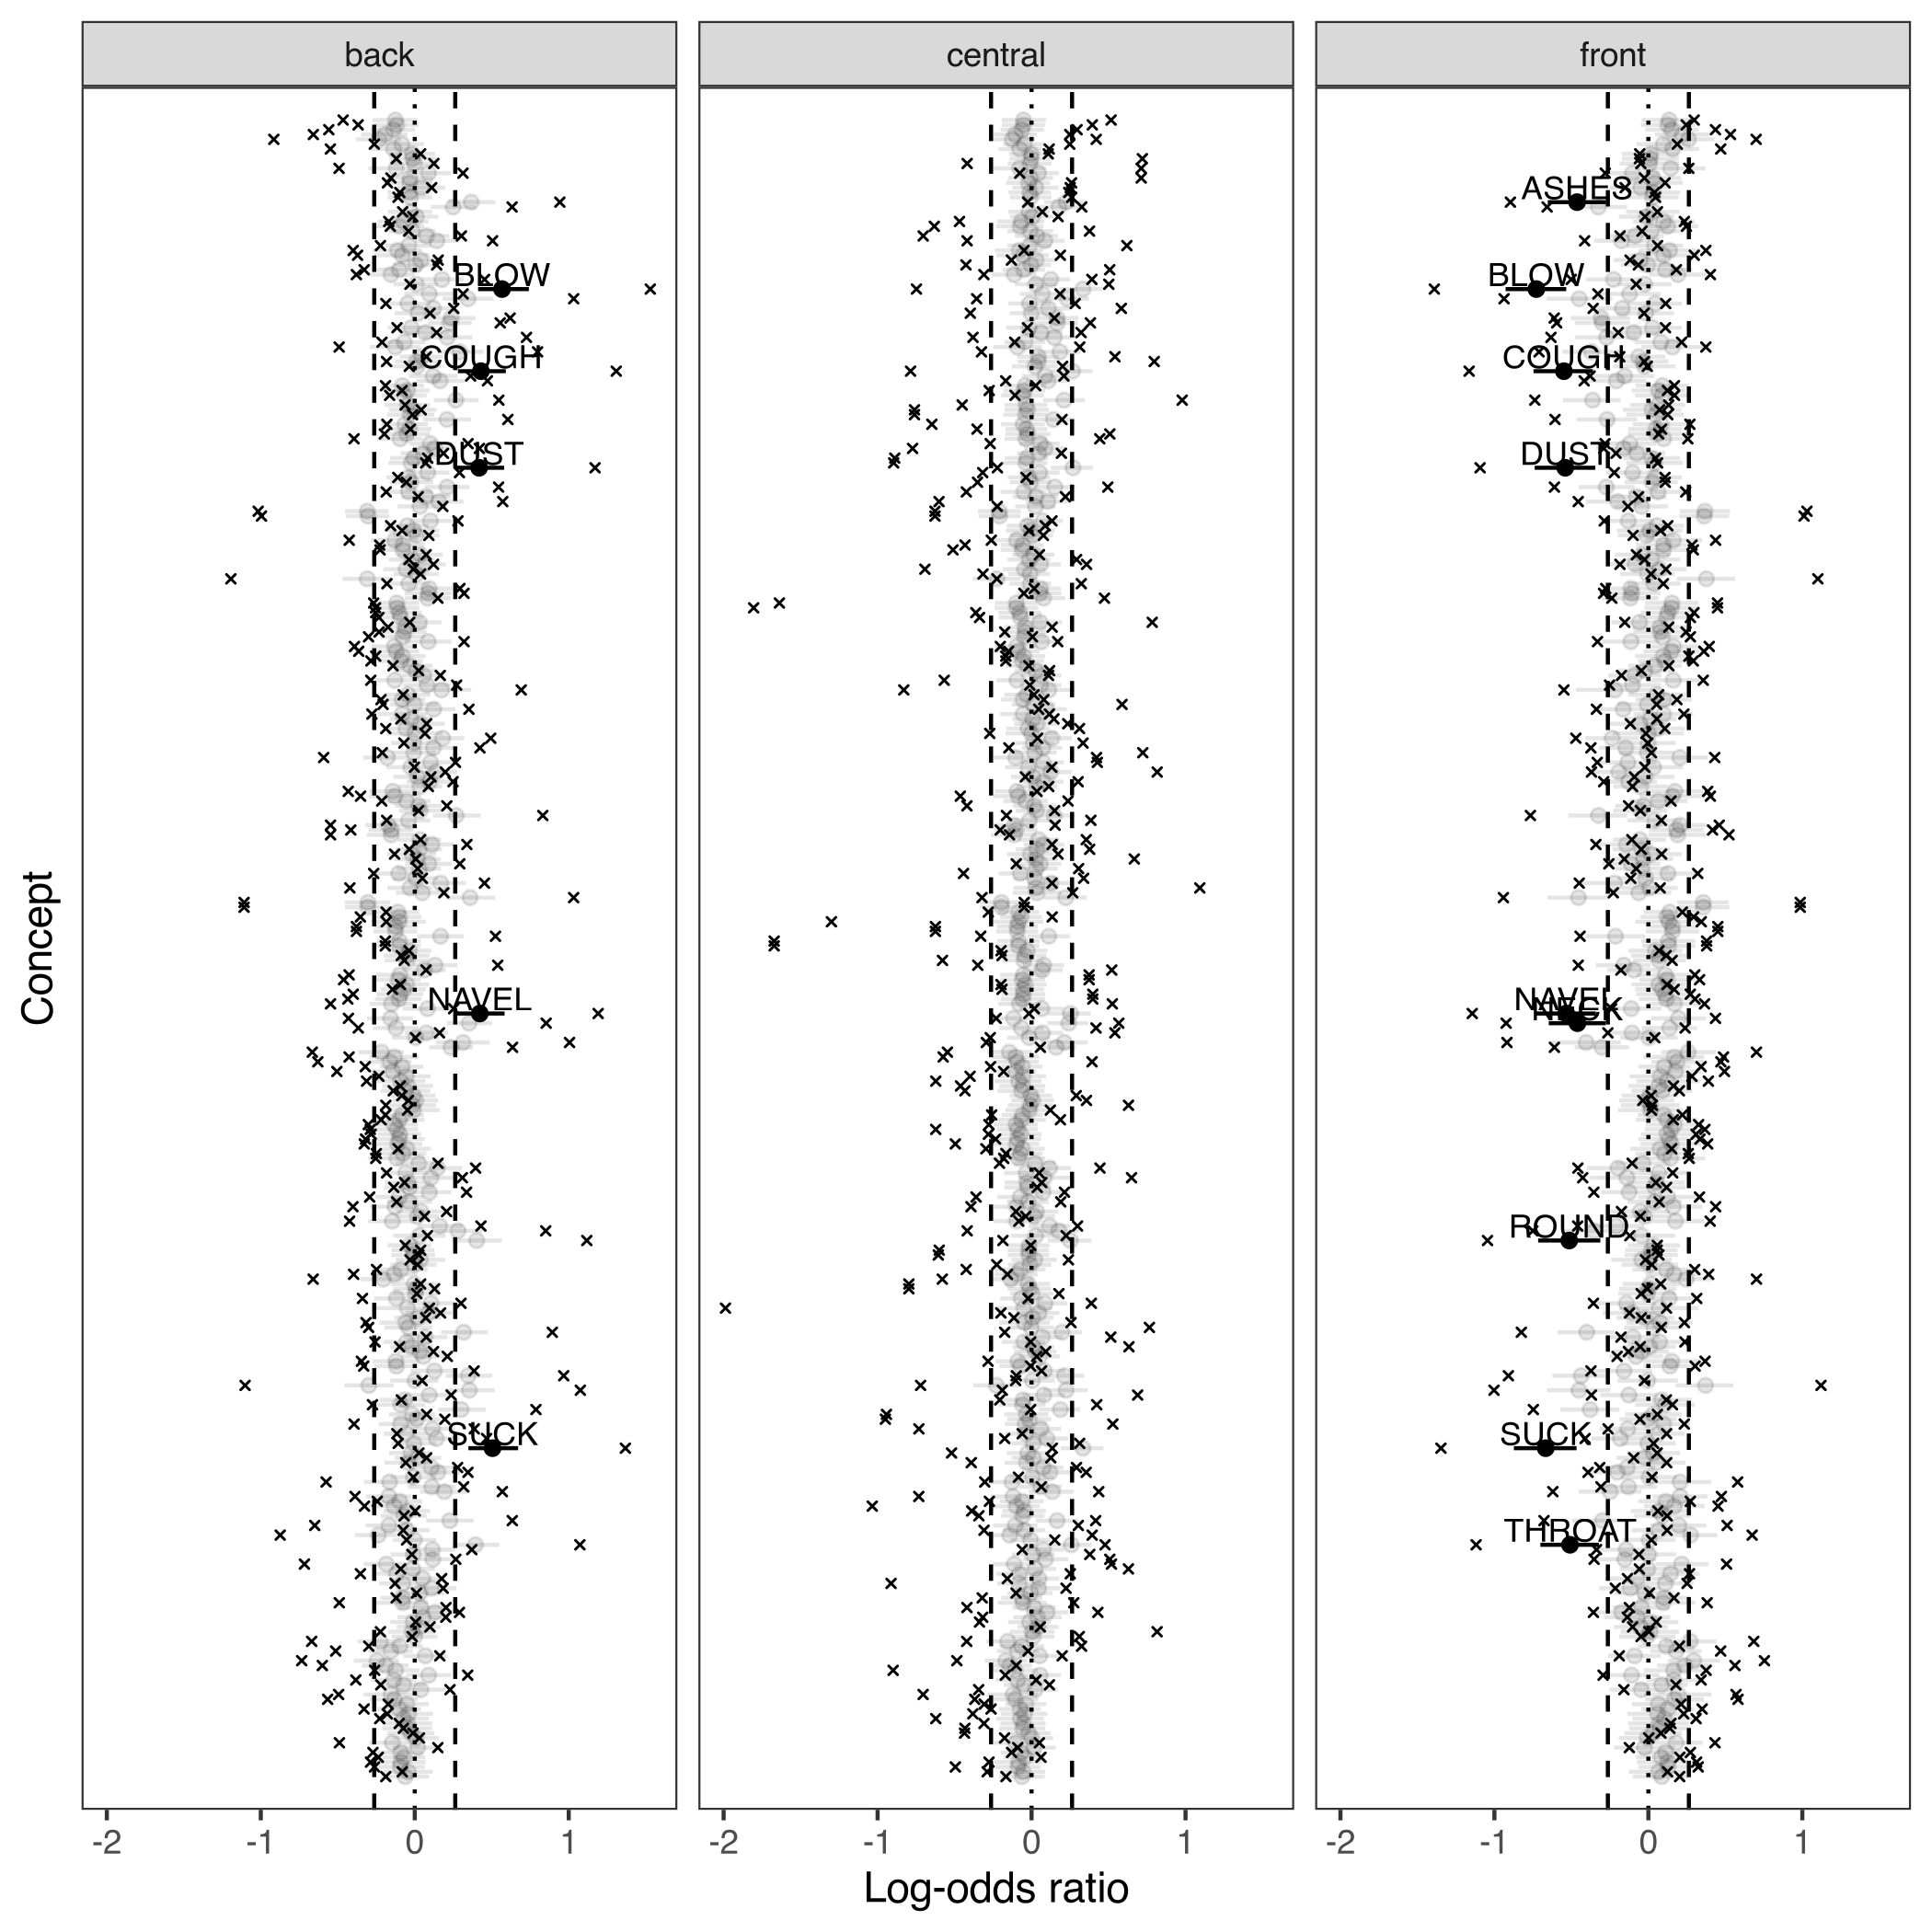 back
central
front
ASHES
BLOW
BLOW
COUGH
COUGH
DUST
DUST
NAVEL
NAVEL
NECK
ROUND
SUCK
SUCK
THROAT
Concept
-2 -1 0 1
-2 -1 0 1
-2 -1 0 1
Log-odds ratio